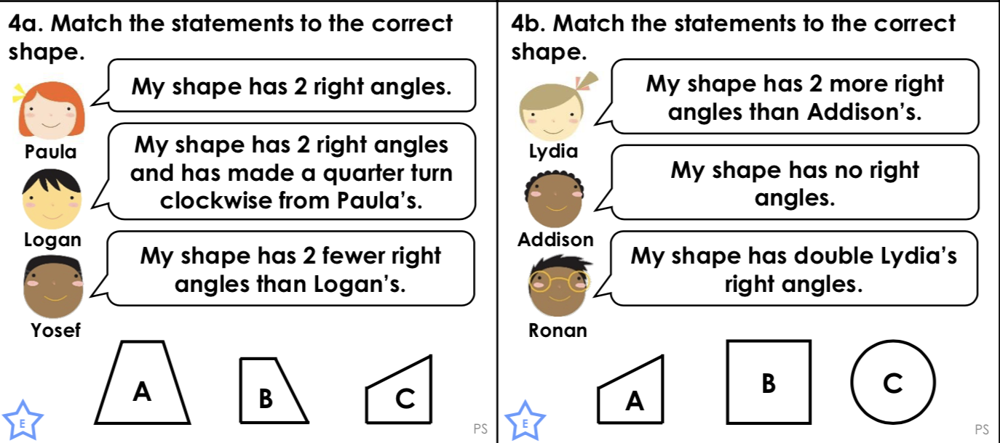 4a. Match the statements to the correct
shape.
My shape has 2 right angles.
Paula
My shape has 2 right angles
and has made a quarter turn
clockwise from Paula’s.
Logan
My shape has 2 fewer right
angles than Logan’s.
Yosef
A
B
C
E
PS
4b. Match the statements to the correct
shape.
My shape has 2 more right
angles than Addison’s.
Lydia
My shape has no right
angles.
Addison
My shape has double Lydia’s
right angles.
Ronan
A
B
C
E
PS